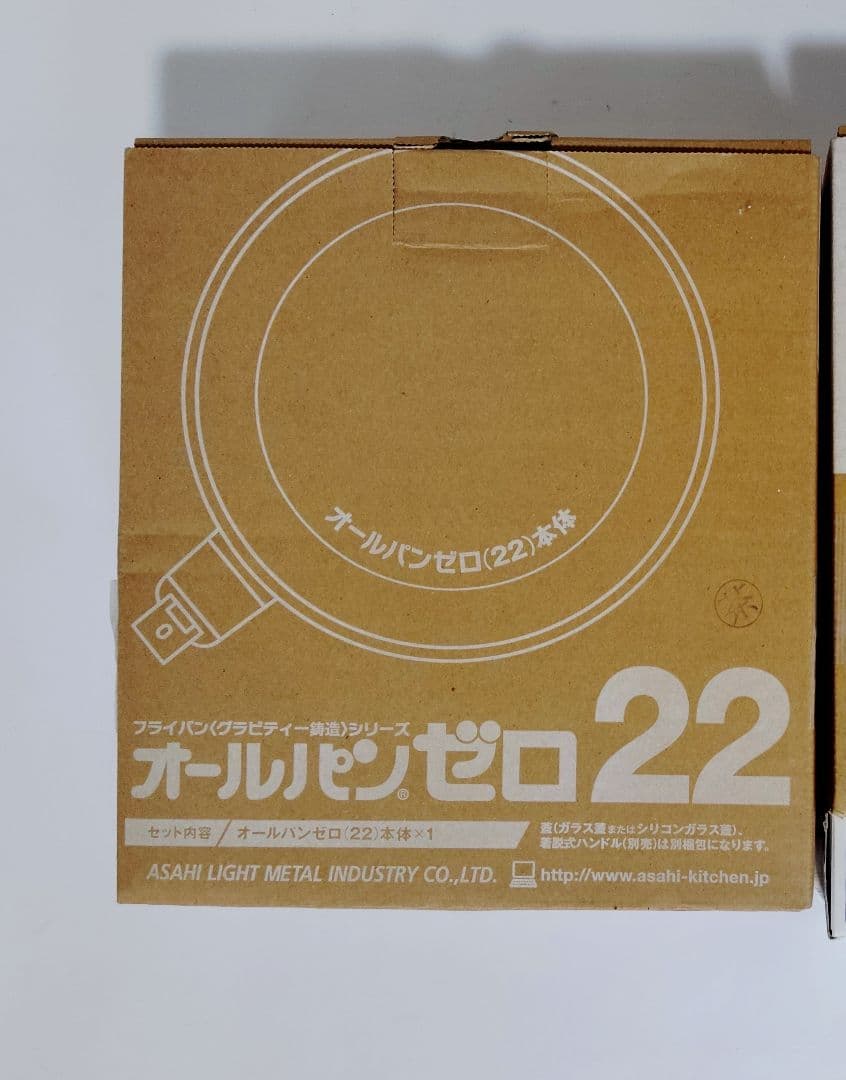 オールパンゼロ(22)本体
フライパン〈グラビティー鋳造〉シリーズ
オールパン®ゼロ22
セット内容 / オールパンゼロ(22)本体×1
蓋(ガラス蓋またはシリコンガラス蓋)、
着脱式ハンドル(別売)は別梱包になります。
ASAHI LIGHT METAL INDUSTRY CO.,LTD.
http://www.asahi-kitchen.jp